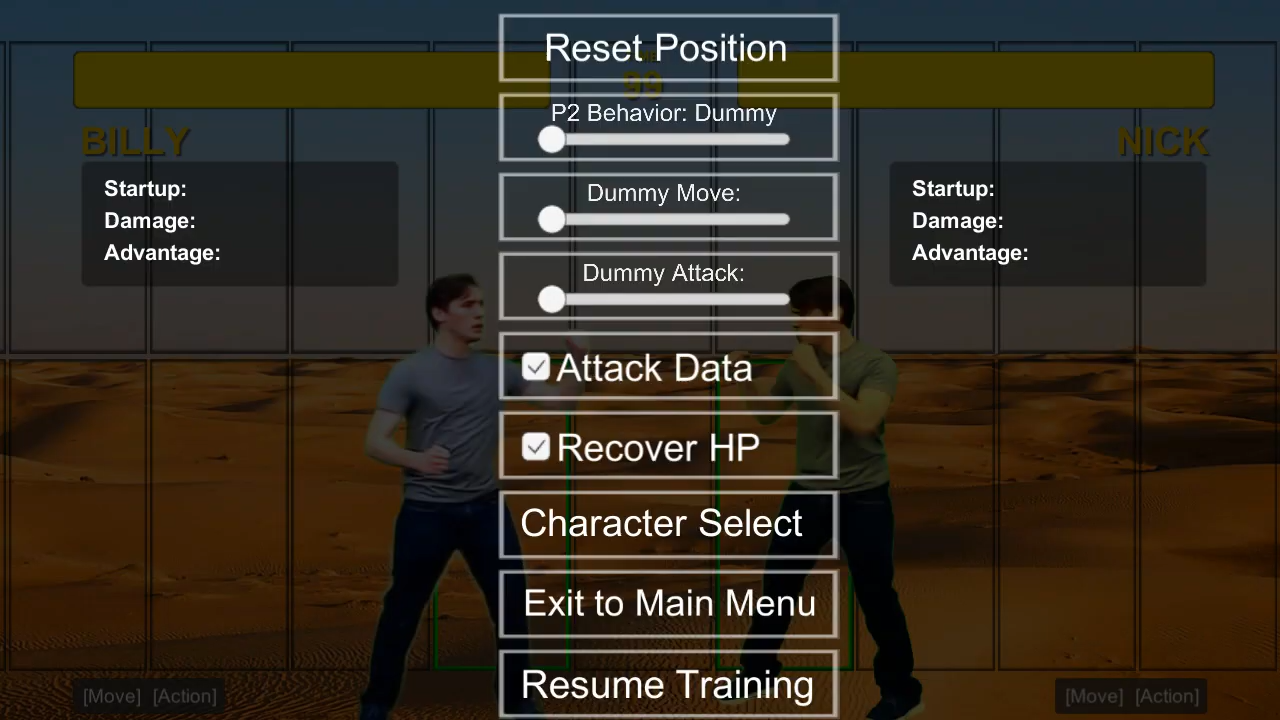 Reset Position
99
P2 Behavior: Dummy
BILLY
NICK
Startup:
Damage:
Advantage:
Startup:
Damage:
Advantage:
Dummy Move:
Dummy Attack:
Attack Data
Recover HP
Character Select
Exit to Main Menu
Resume Training
[Move] [Action]
[Move] [Action]